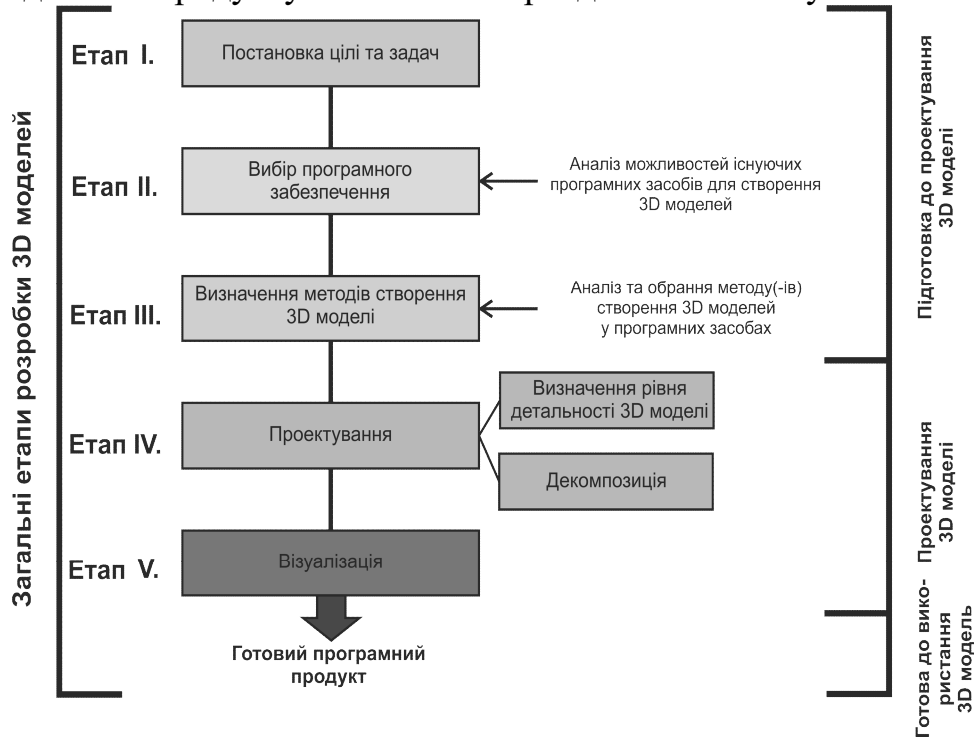 Загальні етапи розробки 3D моделей
Етап I.
Постановка цілі та задач
Етап II.
Вибір програмного
забезпечення
Аналіз можливостей існуючих
програмних засобів для створення
3D моделей
Етап III.
Визначення методів створення
3D моделі
Аналіз та обрання методу(-ів)
створення 3D моделей
у програмних засобах
Етап IV.
Проектування
Визначення рівня
детальності 3D моделі
Декомпозиція
Етап V.
Візуалізація
Готовий програмний
продукт
Підготовка до проектування
3D моделі
Проектування
3D моделі
Готова до вико-
ристання
3D модель